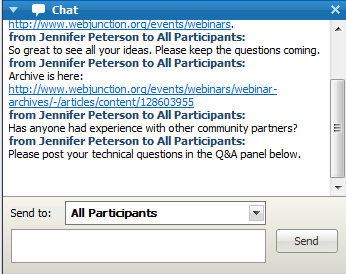 Chat
http://www.webjunction.org/events/webinars.
from Jennifer Peterson to All Participants:
So great to see all your ideas. Please keep the questions coming.
from Jennifer Peterson to All Participants:
Archive is here:
http://www.webjunction.org/events/webinars/webinar-
archives/-/articles/content/128603955
from Jennifer Peterson to All Participants:
Has anyone had experience with other community partners?
from Jennifer Peterson to All Participants:
Please post your technical questions in the Q&A panel below.
Send to: All Participants
Send